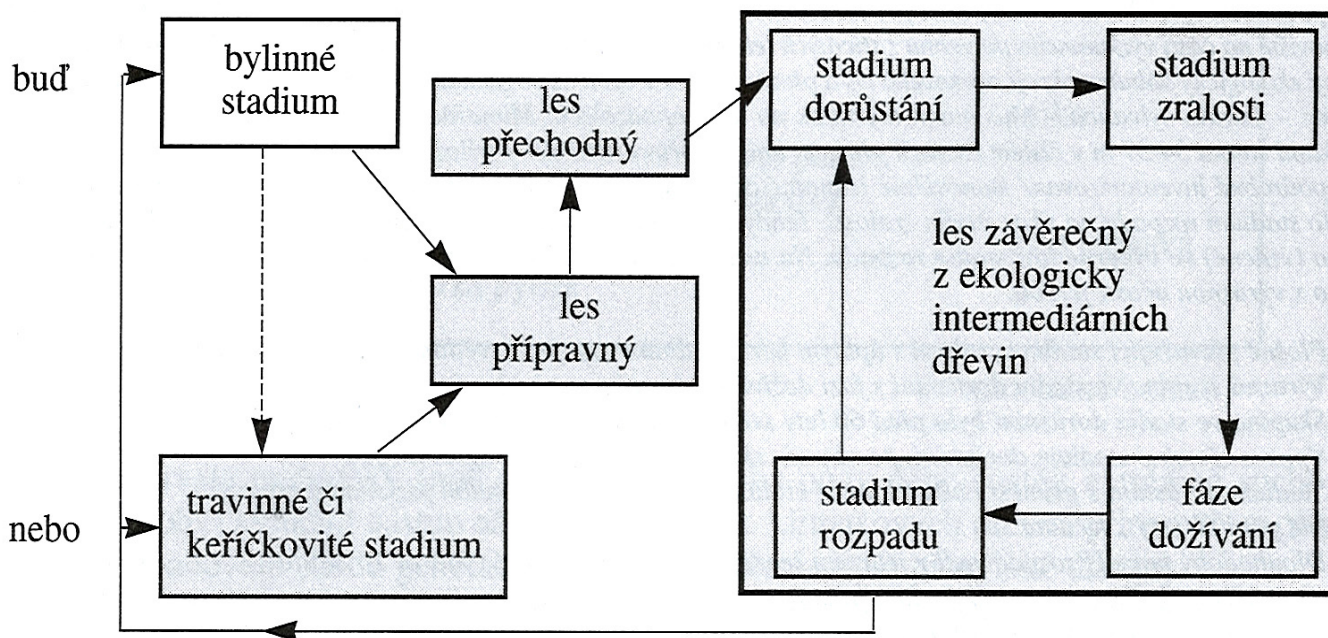 buď
bylinné
stadium
les
přechodný
stadium
dorůstání
stadium
zralosti
les
přípravný
les závěrečný
z ekologicky
intermediárních
dřevin
nebo
travinné či
keříčkovité stadium
stadium
rozpadu
fáze
dožívání